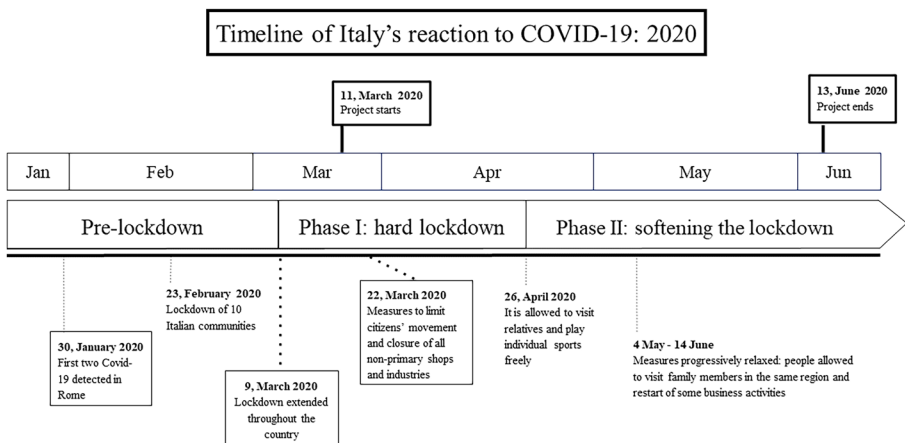 Timeline of Italy's reaction to COVID-19: 2020
11, March 2020
Project starts
13, June 2020
Project ends
Jan
Feb
Mar
Apr
May
Jun
Pre-lockdown
Phase I: hard lockdown
Phase II: softening the lockdown
30, January 2020
First two Covid-
19 detected in
Rome
23, February 2020
Lockdown of 10
Italian communities
9, March 2020
Lockdown extended
throughout the
country
22, March 2020
Measures to limit
citizens' movement
and closure of all
non-primary shops
and industries
26, April 2020
It is allowed to visit
relatives and play
individual sports
freely
4 May - 14 June
Measures progressively relaxed: people allowed
to visit family members in the same region and
restart of some business activities